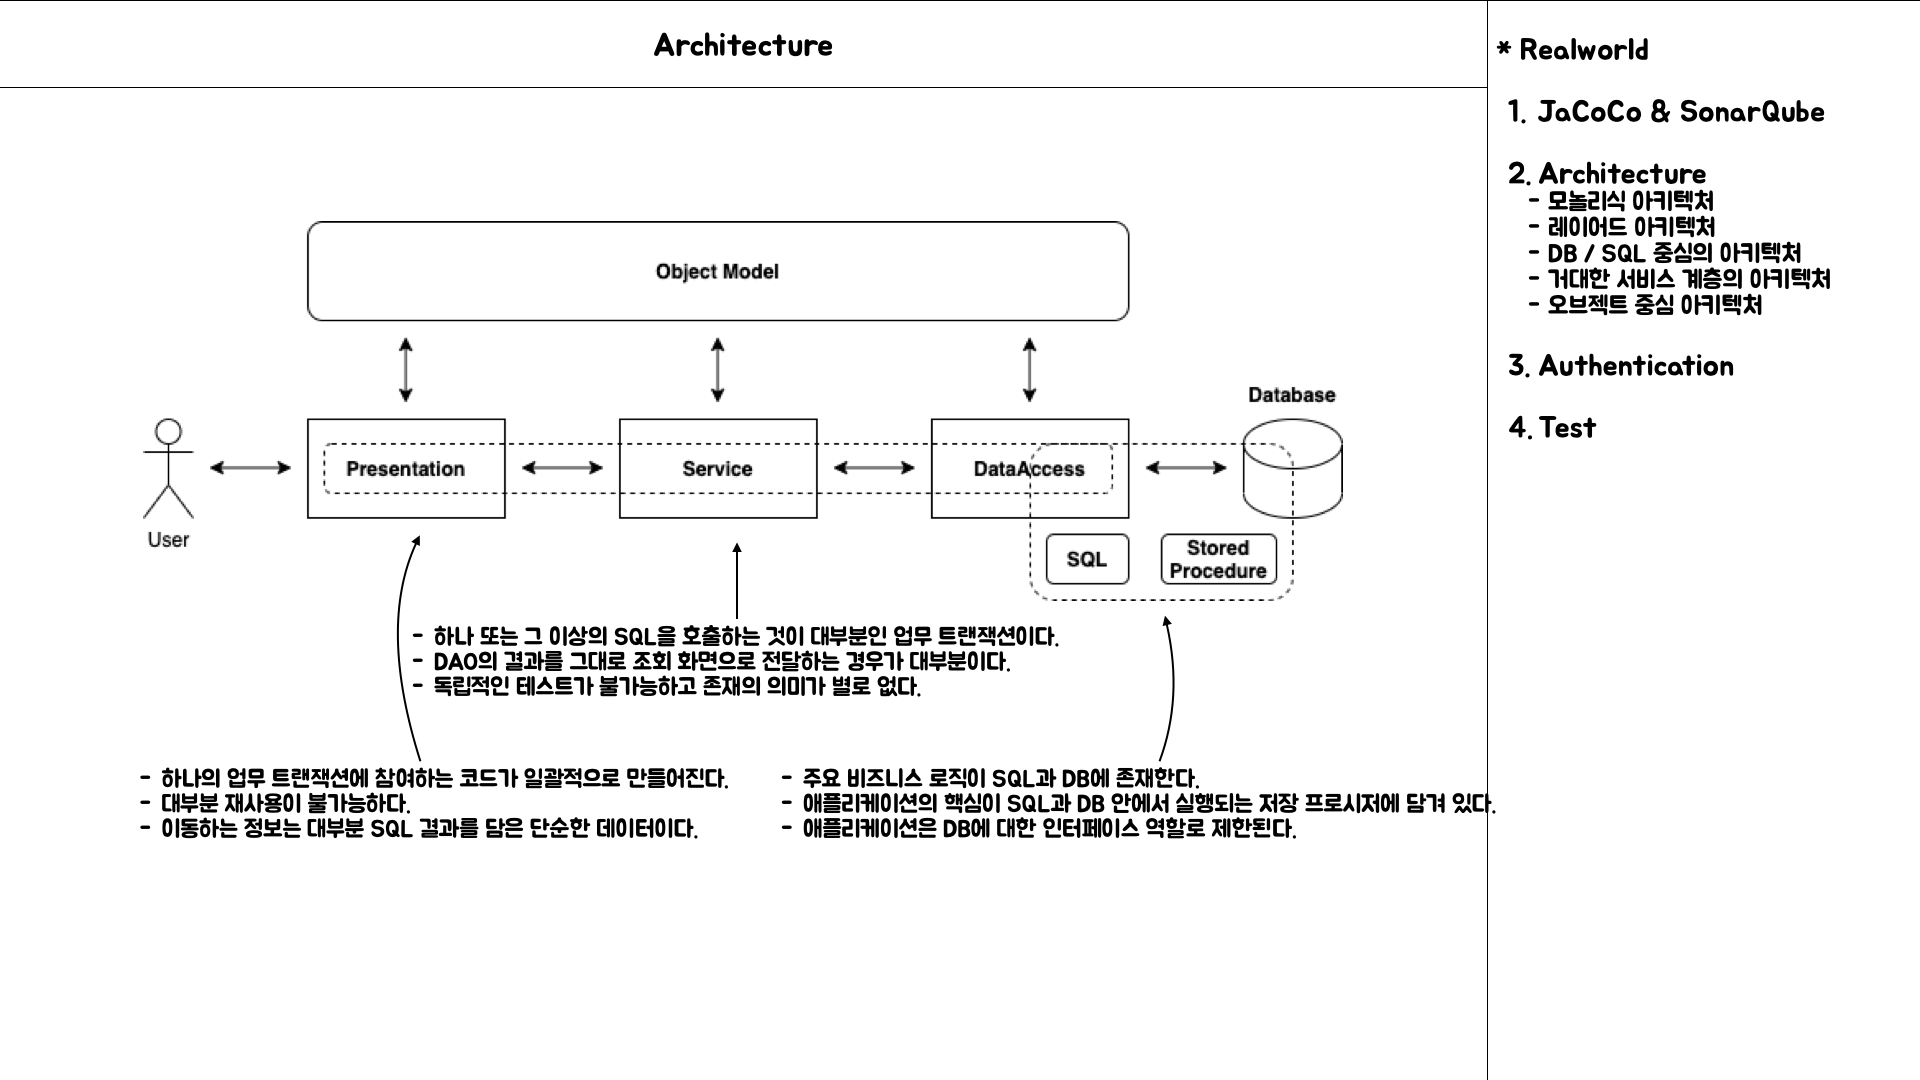 Architecture
Object Model
Database
Presentation
Service
DataAccess
User
SQL
Stored
Procedure
- 하나 또는 그 이상의 SQL을 호출하는 것이 대부분인 업무 트랜잭션이다.
- DAO의 결과를 그대로 조회 화면으로 전달하는 경우가 대부분이다.
- 독립적인 테스트가 불가능하고 존재의 의미가 별로 없다.
- 하나의 업무 트랜잭션에 참여하는 코드가 일괄적으로 만들어진다.
- 대부분 재사용이 불가능하다.
- 이동하는 정보는 대부분 SQL 결과를 담은 단순한 데이터이다.
- 주요 비즈니스 로직이 SQL과 DB에 존재한다.
- 애플리케이션의 핵심이 SQL과 DB 안에서 실행되는 저장 프로시저에 담겨 있다.
- 애플리케이션은 DB에 대한 인터페이스 역할로 제한된다.
* Realworld
1. JaCoCo & SonarQube
2. Architecture
- 모놀리식 아키텍처
- 레이어드 아키텍처
- DB / SQL 중심의 아키텍처
- 거대한 서비스 계층의 아키텍처
- 오브젝트 중심 아키텍처
3. Authentication
4. Test